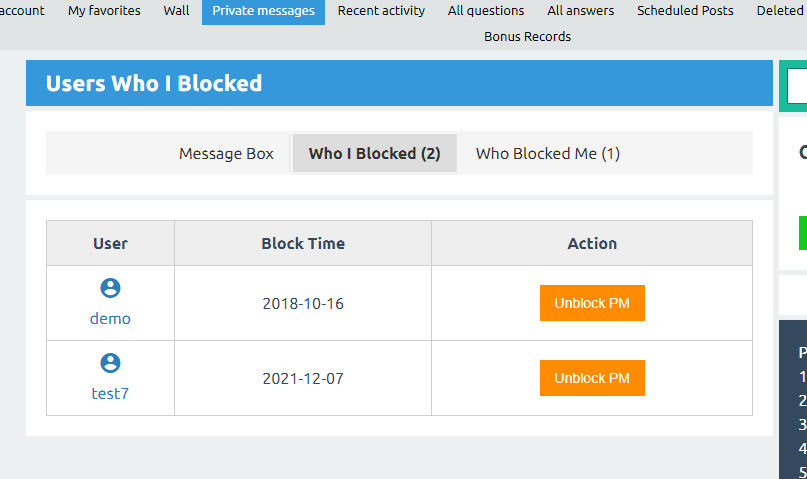 account My favorites Wall Private messages Recent activity All questions All answers Scheduled Posts Deleted
Bonus Records
Users Who I Blocked
Message Box Who I Blocked (2) Who Blocked Me (1)
User Block Time Action
demo 2018-10-16 Unblock PM
test7 2021-12-07 Unblock PM
P
1
2
3
4
5